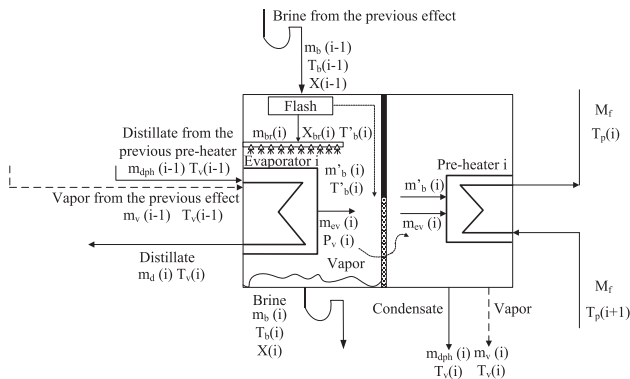 Brine from the previous effect
m_b (i-1)
T_b(i-1)
X(i-1)
Flash
m_br(i) X_br(i) T'_b(i)
Evaporator i
Distillate from the
previous pre-heater
m_dph (i-1) T_v(i-1)
Vapor from the previous effect
m_v (i-1) T_v(i-1)
Distillate
m_d (i) T_v(i)
m'_b (i)
T'_b(i)
m_ev (i)
P_v (i)
Vapor
Brine
m_b (i)
T_b(i)
X(i)
Pre-heater i
m'_b (i)
m_ev (i)
M_f
T_p(i)
M_f
T_p(i+1)
Condensate
Vapor
m_dph (i) m_v (i)
T_v(i) T_v(i)